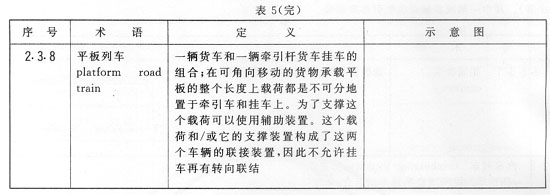 表 5(完)
序 号 术 语 定 义 示 意 图
2.3.8 平板列车 一辆货车和一辆牵引杆货车挂车的
platform road 组合;在可角向移动的货物承载平
train 板的整个长度上载荷都是不可分地
置于牵引车和挂车上。为了支撑这
个载荷可以使用辅助装置。这个载
荷和/或它的支撑装置构成了这两
个车辆的联接装置,因此不允许挂
车再有转向联结